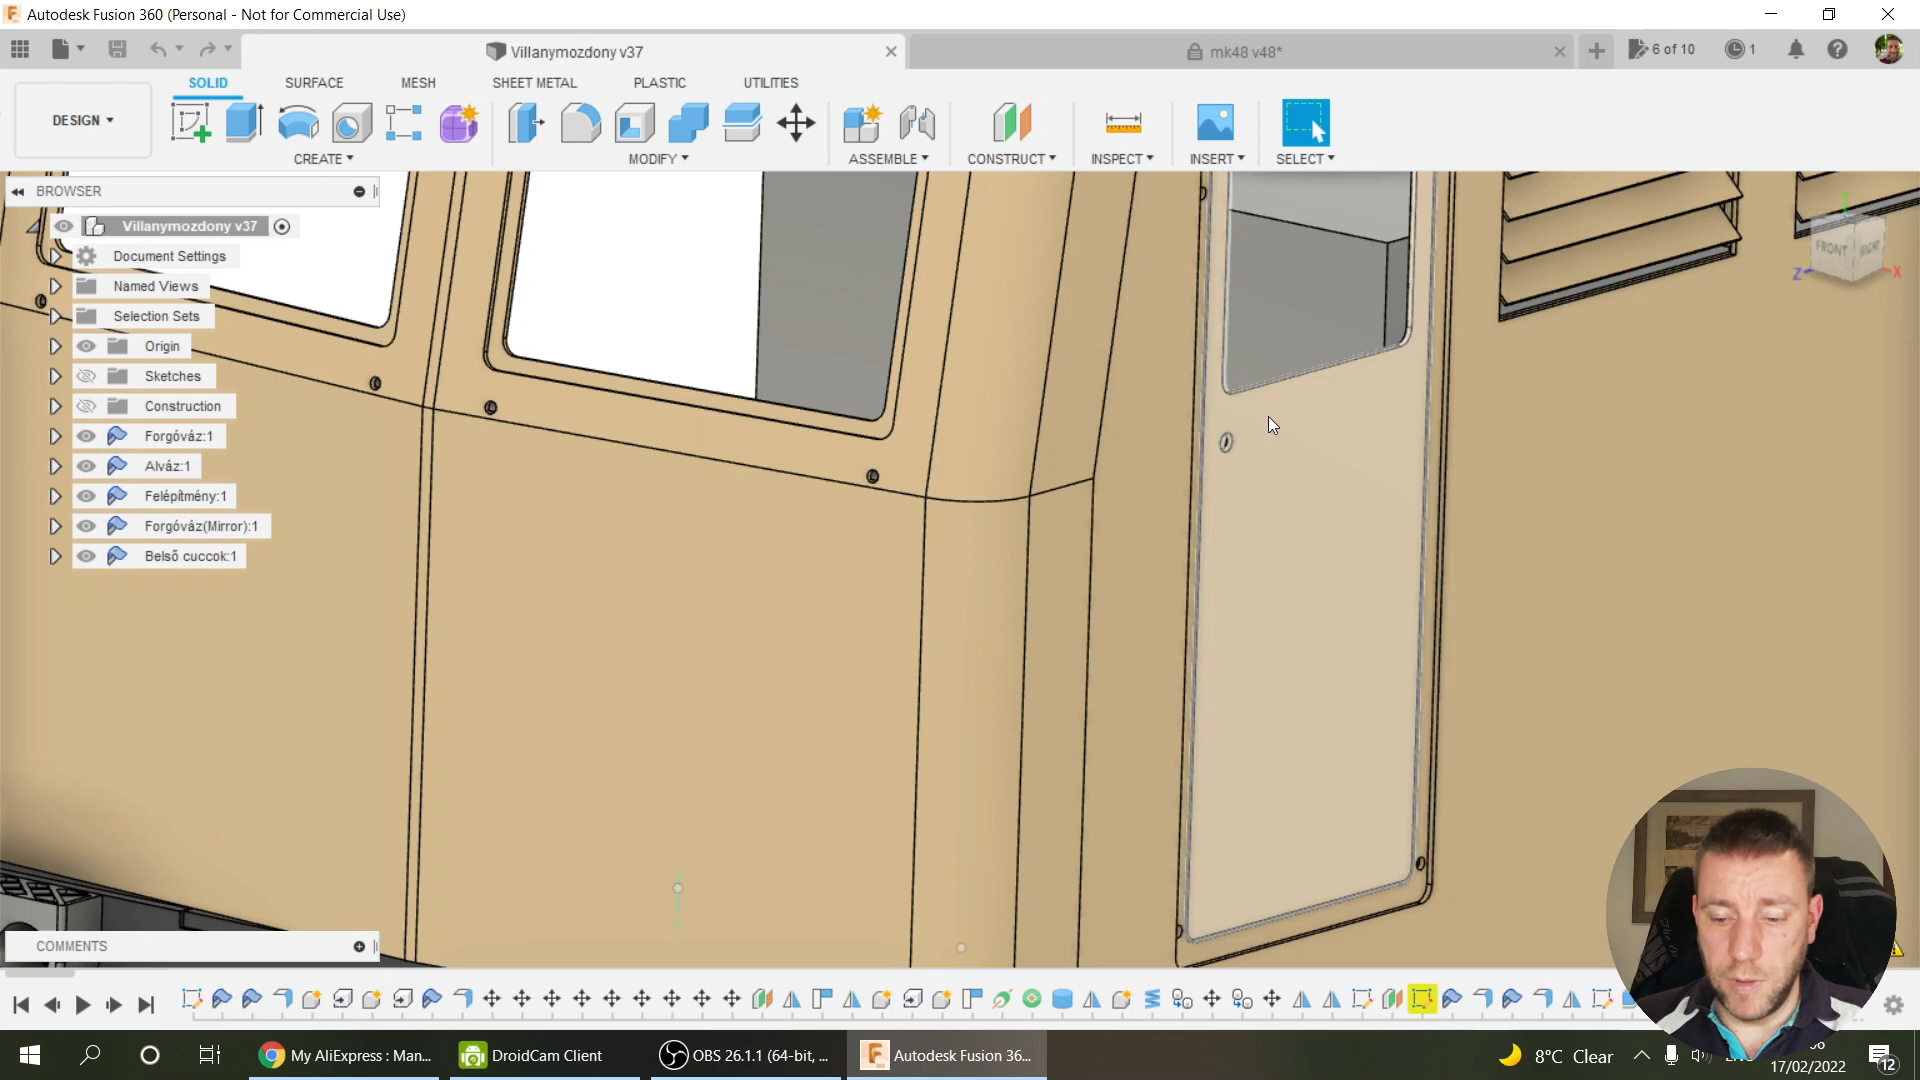 Autodesk Fusion 360 (Personal - Not for Commercial Use)
Villanymozdony v37
mk48 v48*
6 of 10
1
SOLID
SURFACE
MESH
SHEET METAL
PLASTIC
UTILITIES
DESIGN
CREATE
MODIFY
ASSEMBLE
CONSTRUCT
INSPECT
INSERT
SELECT
BROWSER
Villanymozdony v37
Document Settings
Named Views
Selection Sets
Origin
Sketches
Construction
Forgóváz:1
Alváz:1
Felépítmény:1
Forgóváz(Mirror):1
Belső cuccok:1
FRONT
RIGHT
Z
X
COMMENTS
My AliExpress : Man...
DroidCam Client
OBS 26.1.1 (64-bit, ...
Autodesk Fusion 36...
8°C Clear
17/02/2022
12